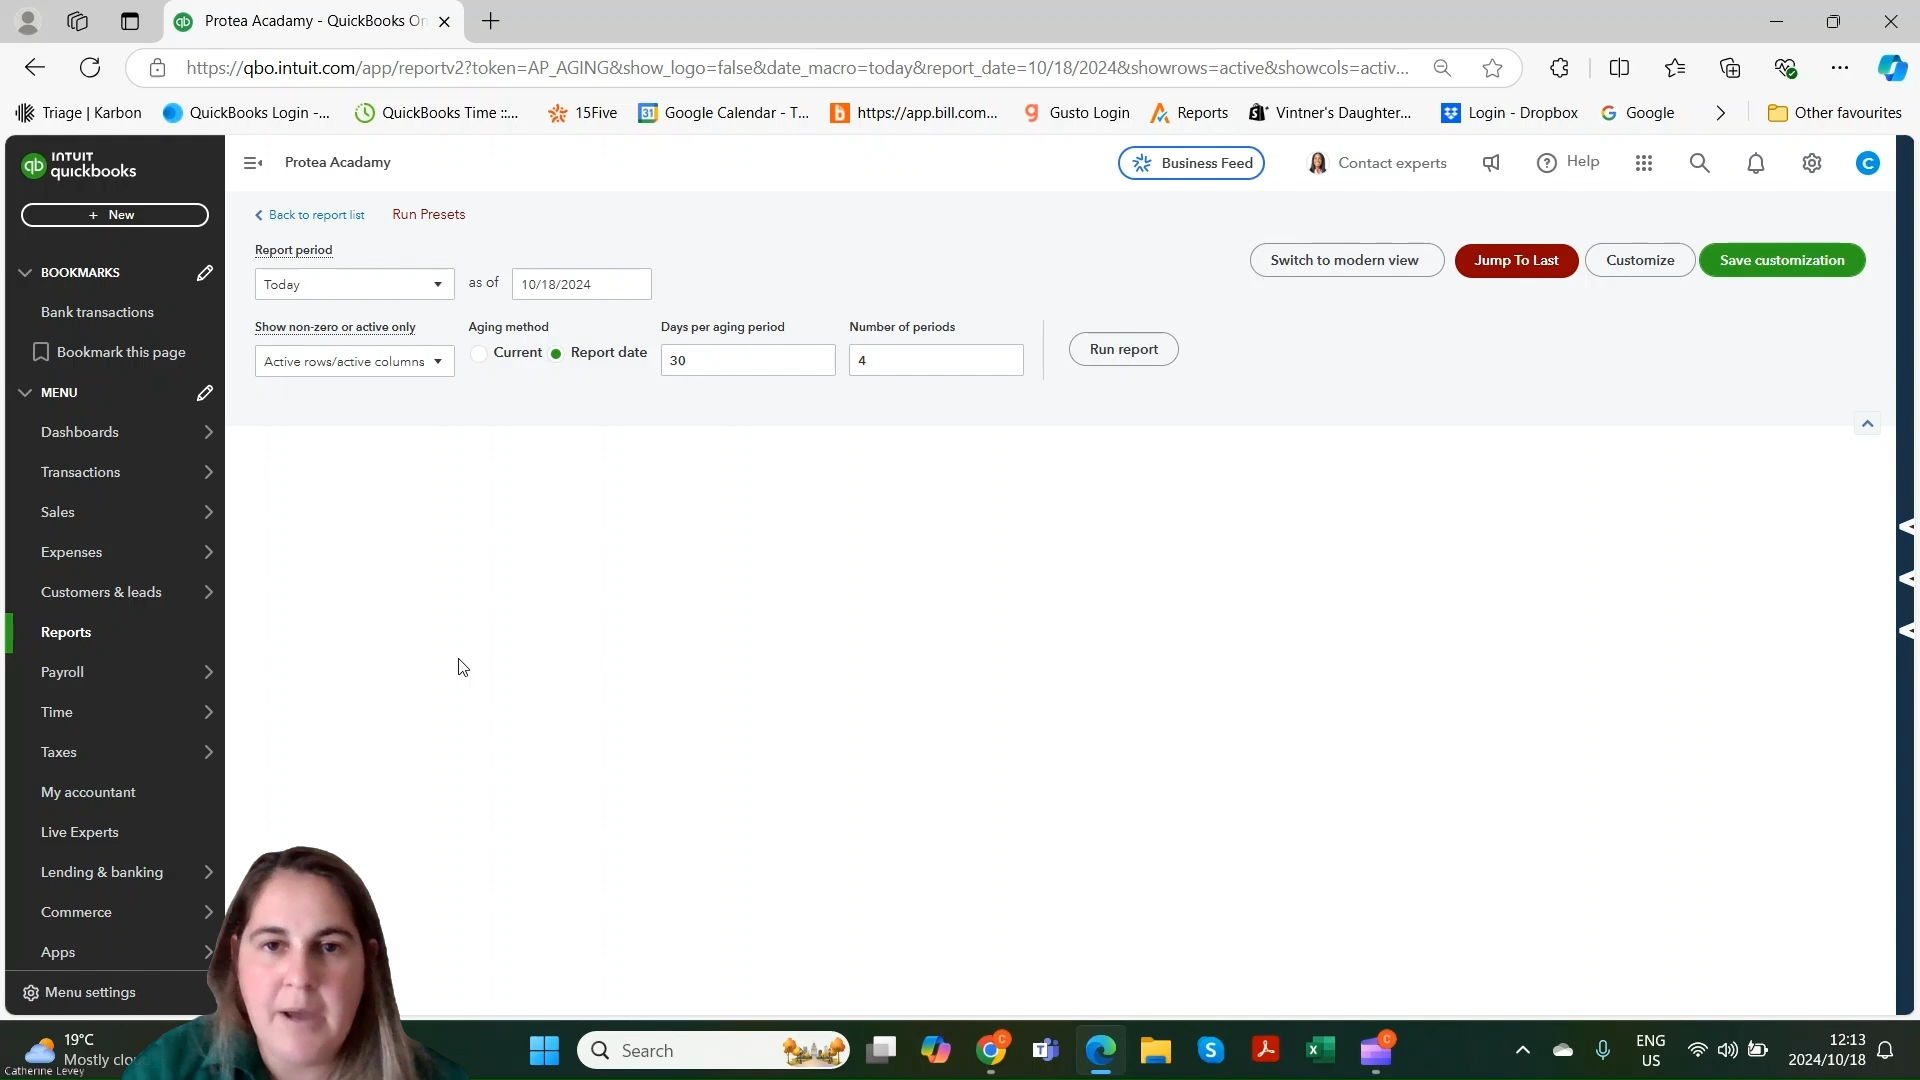 Protea Acadamy - QuickBooks On
https://qbo.intuit.com/app/reportv2?token=AP_AGING&show_logo=false&date_macro=today&report_date=10/18/2024&showrows=active&showcols=activ...
Triage | Karbon
QuickBooks Login -...
QuickBooks Time ::...
15Five
31
Google Calendar - T...
https://app.bill.com...
Gusto Login
Reports
Vintner's Daughter...
Login - Dropbox
Google
Other favourites
INTUIT
quickbooks
Protea Acadamy
Business Feed
Contact experts
Help
C
+ New
Back to report list
Run Presets
Report period
Today
as of
10/18/2024
Switch to modern view
Jump To Last
Customize
Save customization
Show non-zero or active only
Aging method
Days per aging period
Number of periods
Active rows/active columns
Current
Report date
30
4
Run report
BOOKMARKS
Bank transactions
Bookmark this page
MENU
Dashboards
Transactions
Sales
Expenses
Customers & leads
Reports
Payroll
Time
Taxes
My accountant
Live Experts
Lending & banking
Commerce
Apps
Menu settings
19°C
Mostly clou
Catherine Levey
Search
ENG
US
12:13
2024/10/18